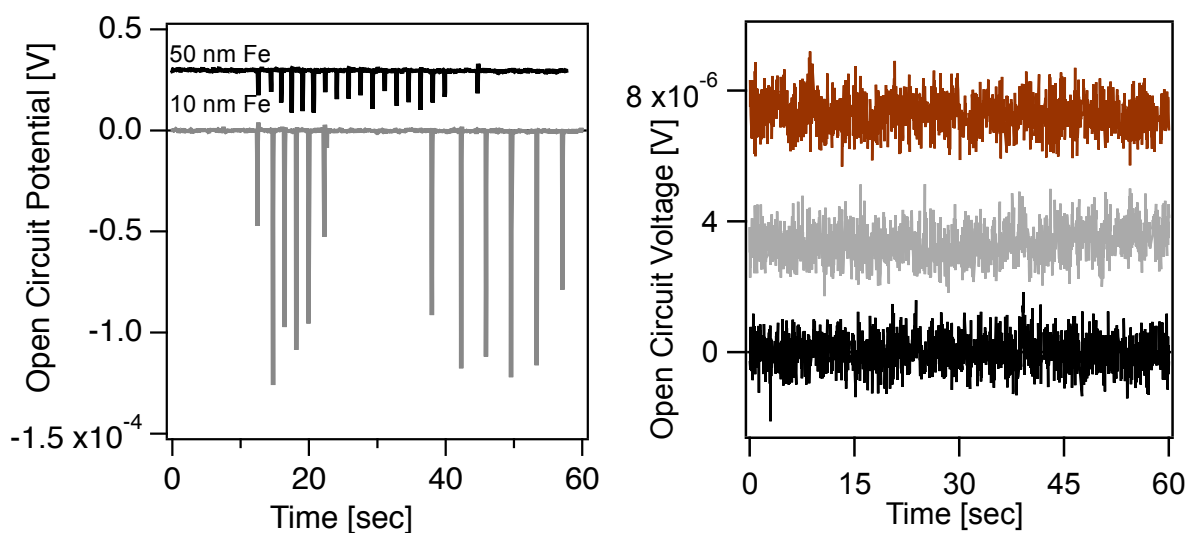 Open Circuit Potential [V]
0.5
0.0
-0.5
-1.0
-1.5 x10-4
50 nm Fe
10 nm Fe
0
20
40
60
Time [sec]
Open Circuit Voltage [V]
8 x10-6
4
0
0
15
30
45
60
Time [sec]